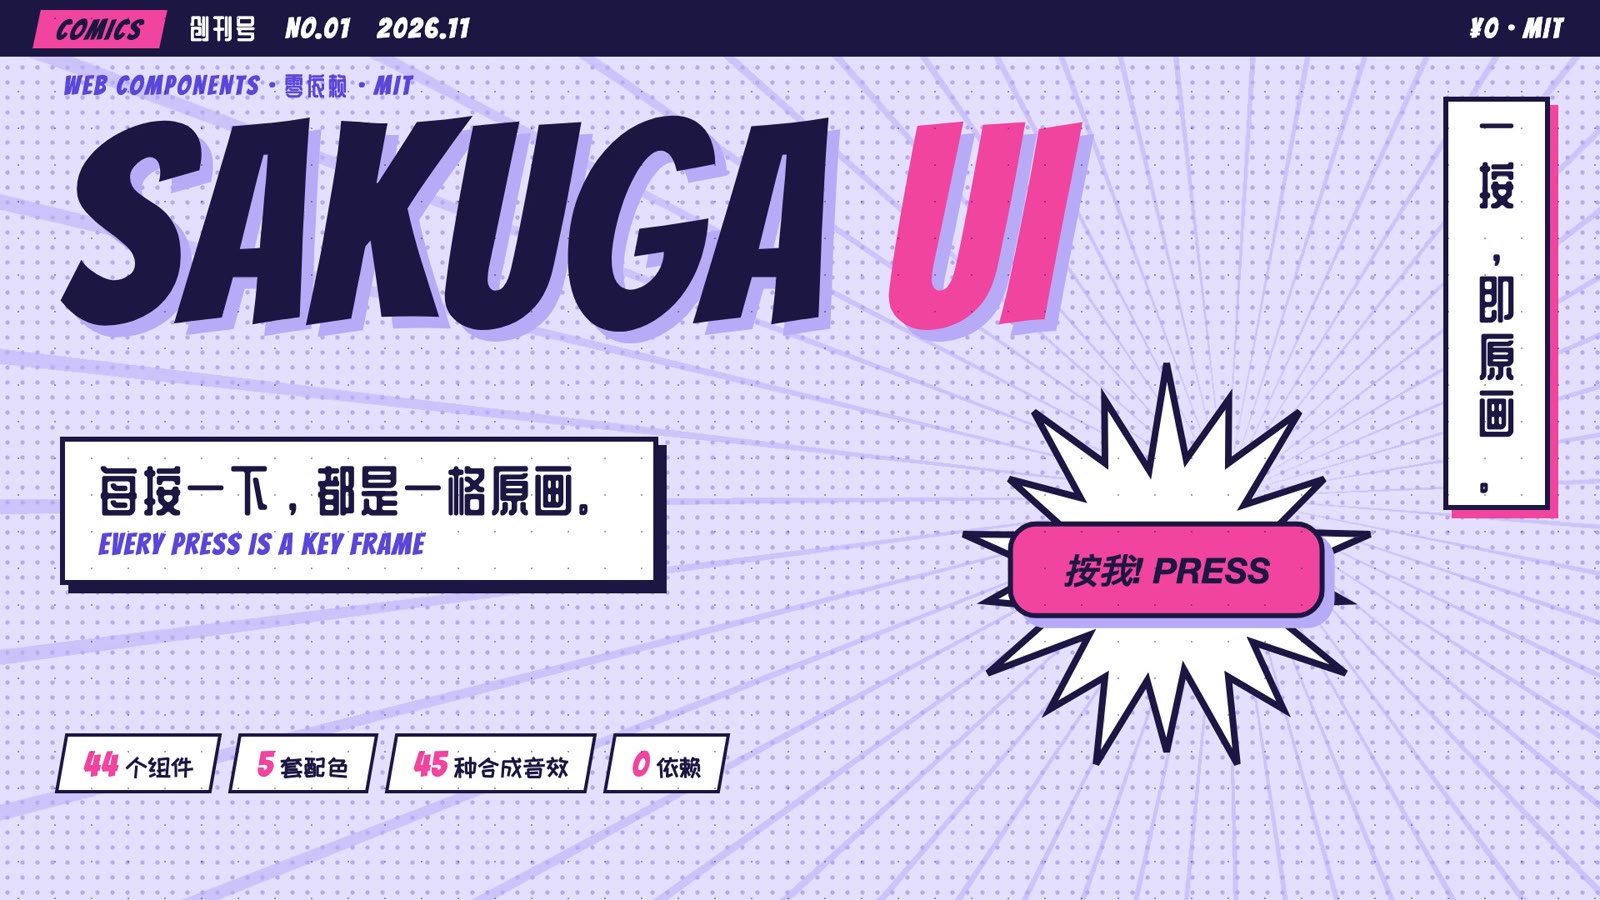 COMICS 创刊号 NO.01 2026.11 ¥0・MIT
WEB COMPONENTS・零依赖・MIT
SAKUGA UI
一按，即原画。
每按一下，都是一格原画。
EVERY PRESS IS A KEY FRAME
按我! PRESS
44 个组件 5 套配色 45 种合成音效 0 依赖